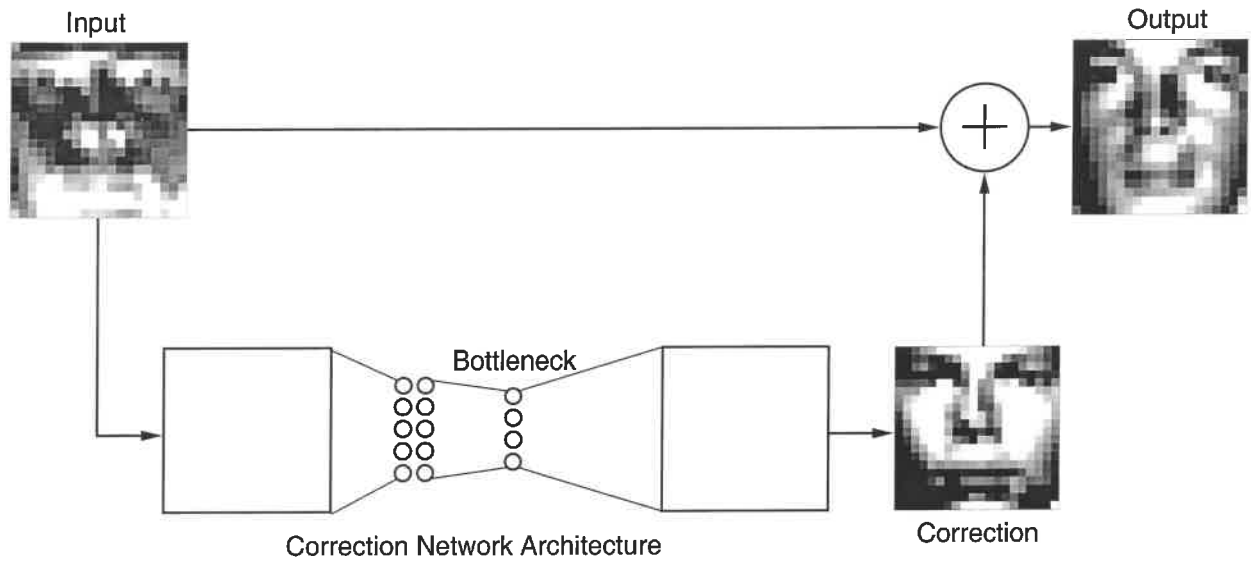 Input
Output
Bottleneck
Correction Network Architecture
Correction